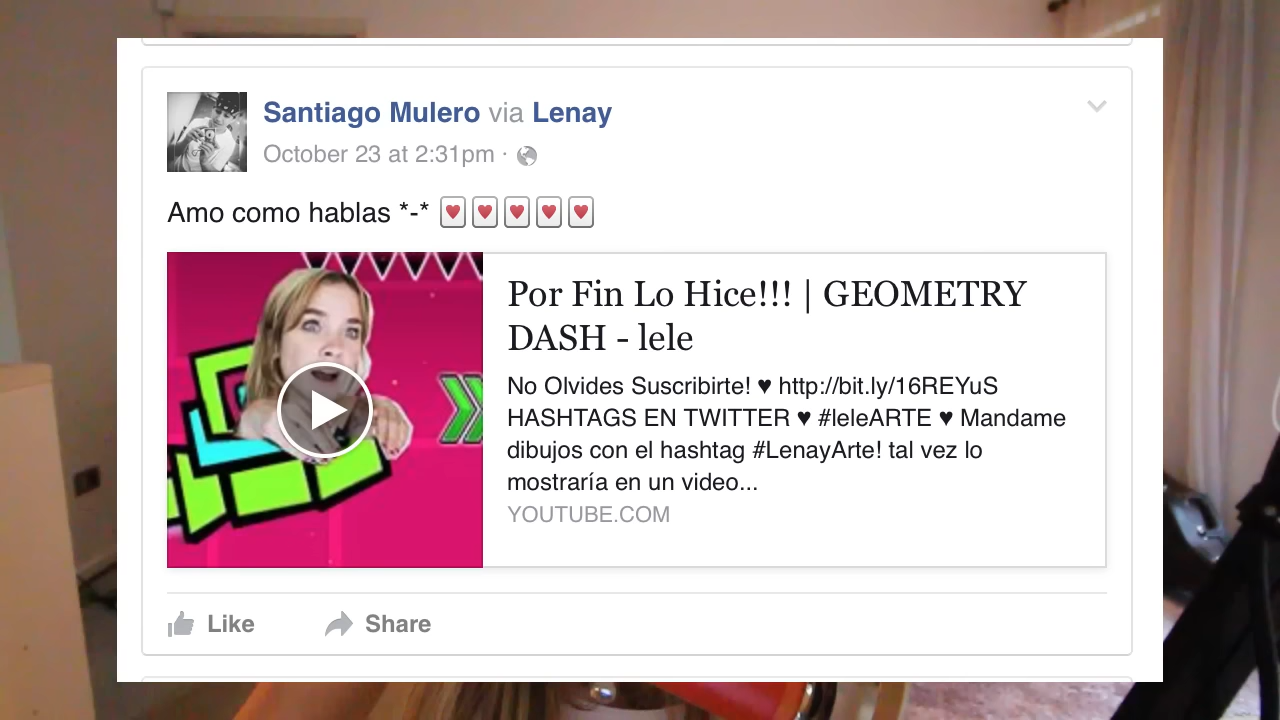 Santiago Mulero via Lenay
October 23 at 2:31pm ·
Amo como hablas *-* 💌💌💌💌💌
Por Fin Lo Hice!!! | GEOMETRY
DASH - lele
No Olvides Suscribirte! ♥ http://bit.ly/16REYuS
HASHTAGS EN TWITTER ♥ #leleARTE ♥ Mandame
dibujos con el hashtag #LenayArte! tal vez lo
mostraría en un video...
YOUTUBE.COM
Like
Share